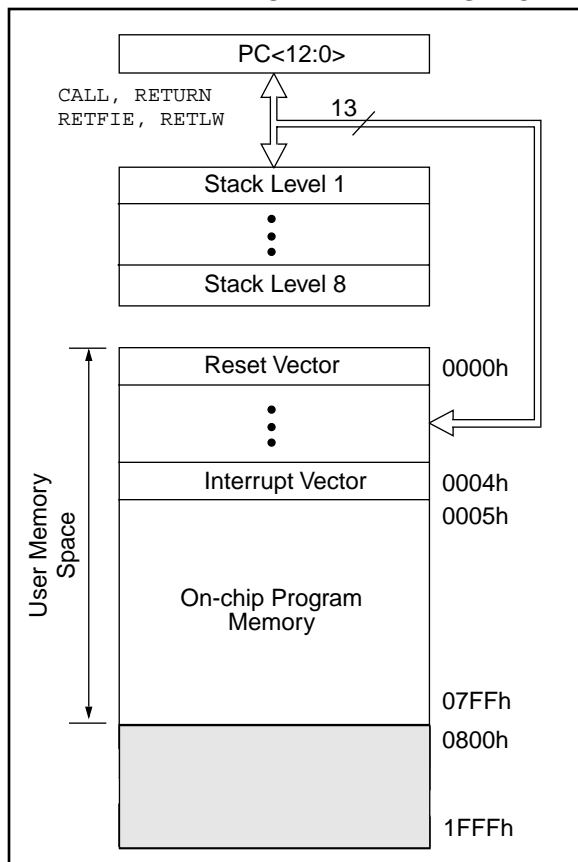 PC<12:0>
CALL, RETURN
RETFIE, RETLW
13
Stack Level 1
Stack Level 8
Reset Vector
0000h
Interrupt Vector
0004h
0005h
User Memory
Space
On-chip Program
Memory
07FFh
0800h
1FFFh